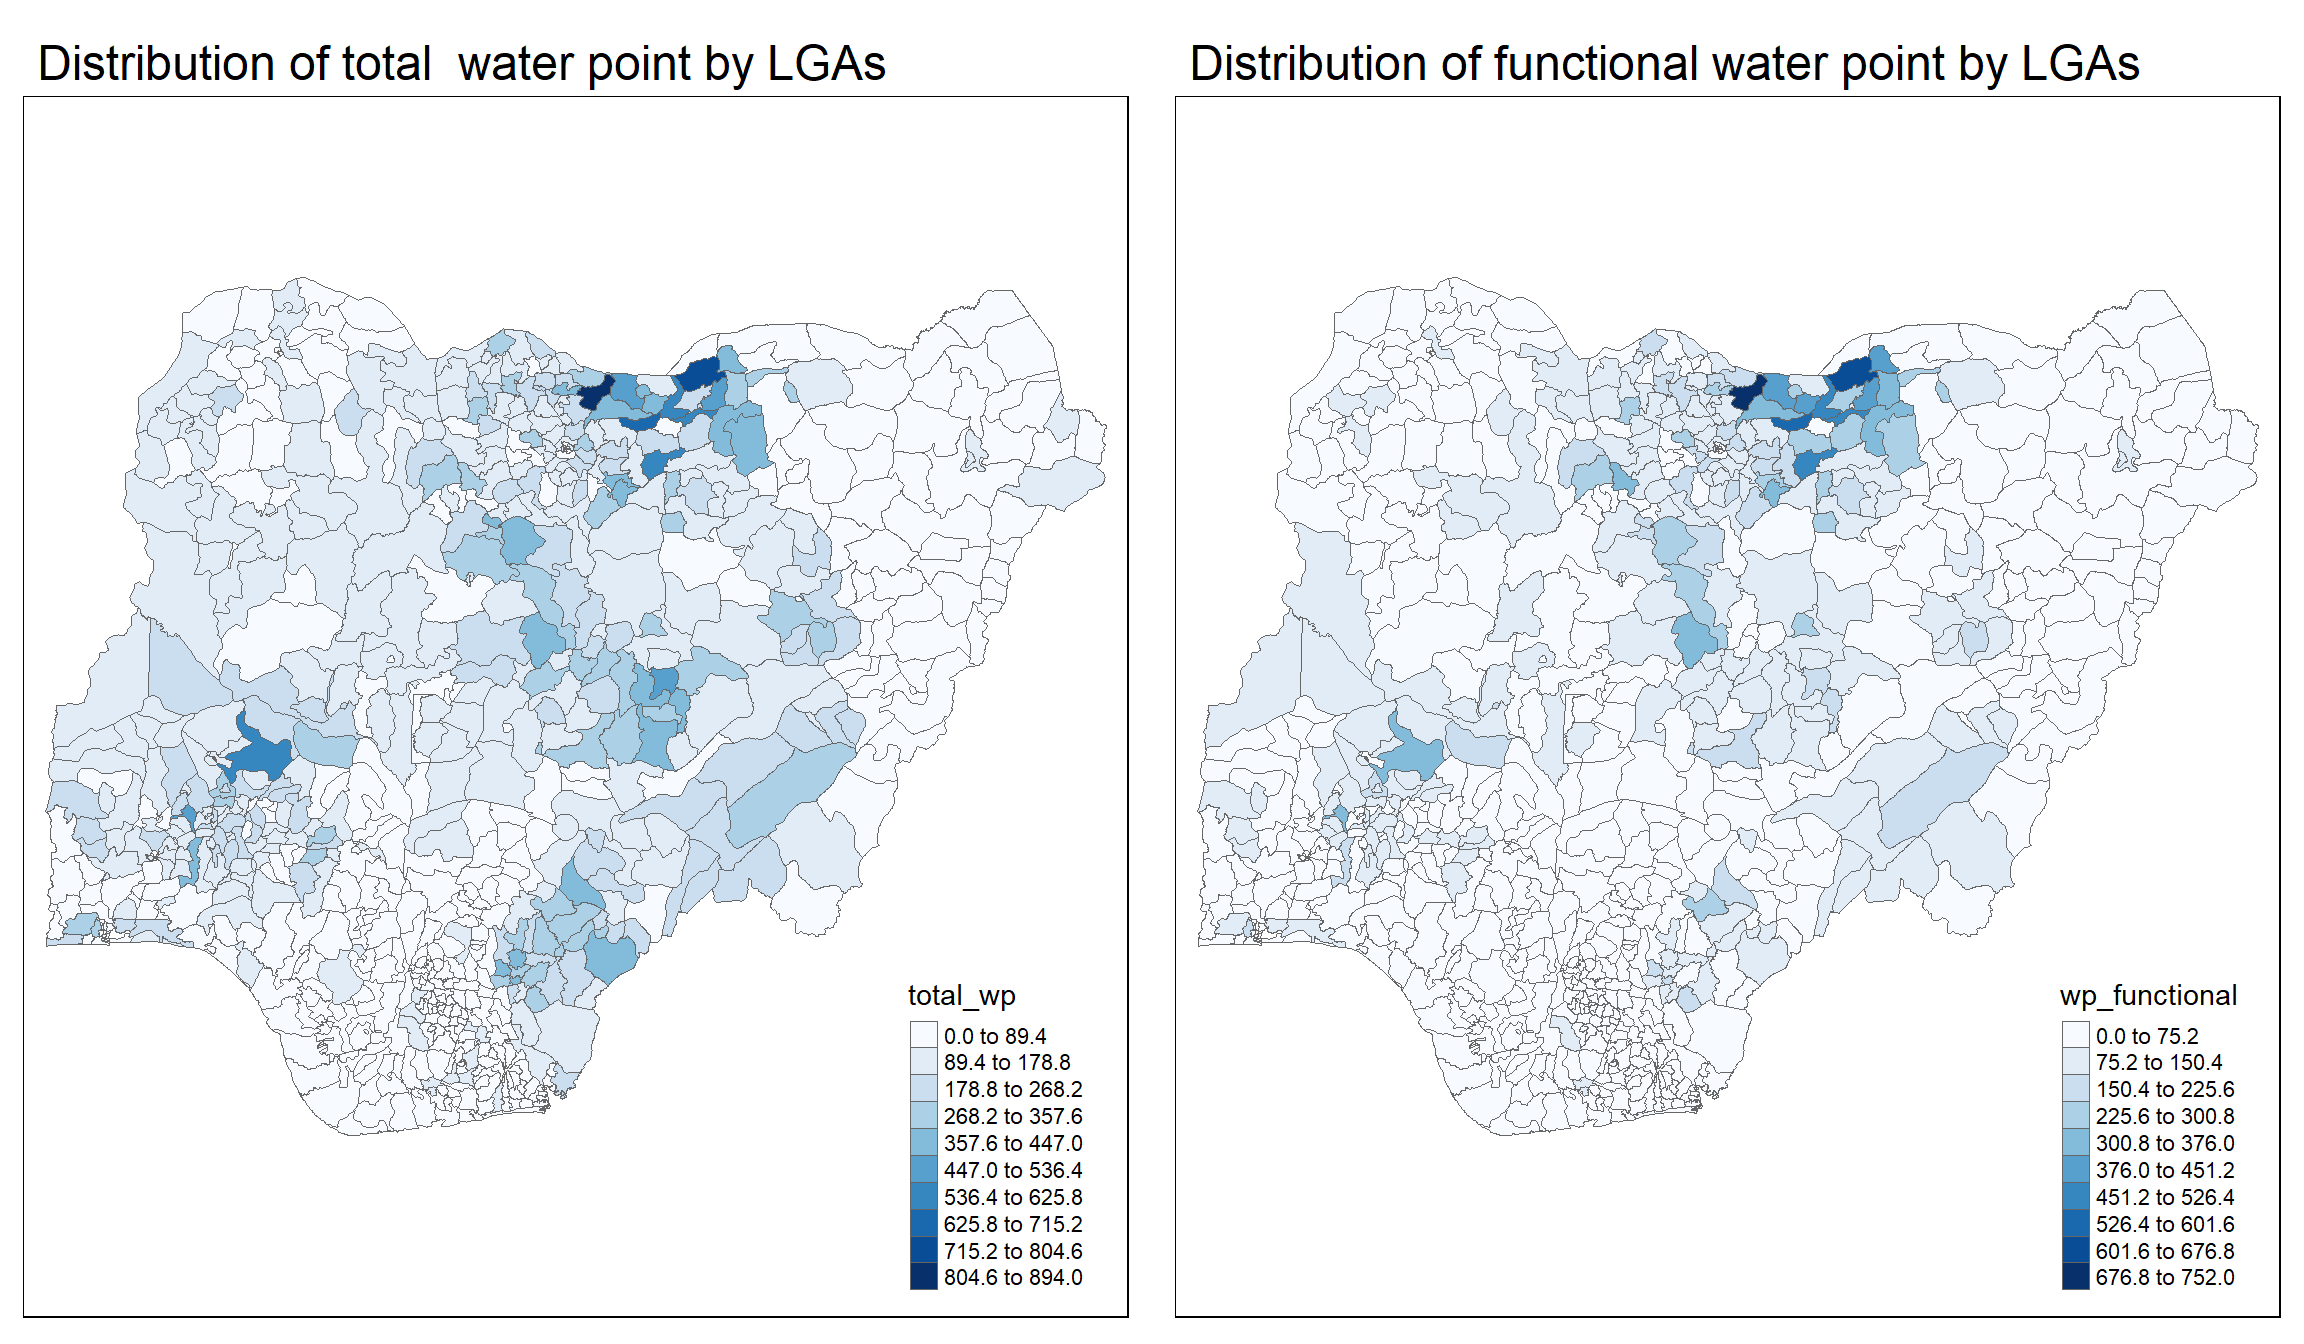 Distribution of total  water point by LGAs
total_wp
0.0 to 89.4
89.4 to 178.8
178.8 to 268.2
268.2 to 357.6
357.6 to 447.0
447.0 to 536.4
536.4 to 625.8
625.8 to 715.2
715.2 to 804.6
804.6 to 894.0
Distribution of functional water point by LGAs
wp_functional
0.0 to 75.2
75.2 to 150.4
150.4 to 225.6
225.6 to 300.8
300.8 to 376.0
376.0 to 451.2
451.2 to 526.4
526.4 to 601.6
601.6 to 676.8
676.8 to 752.0